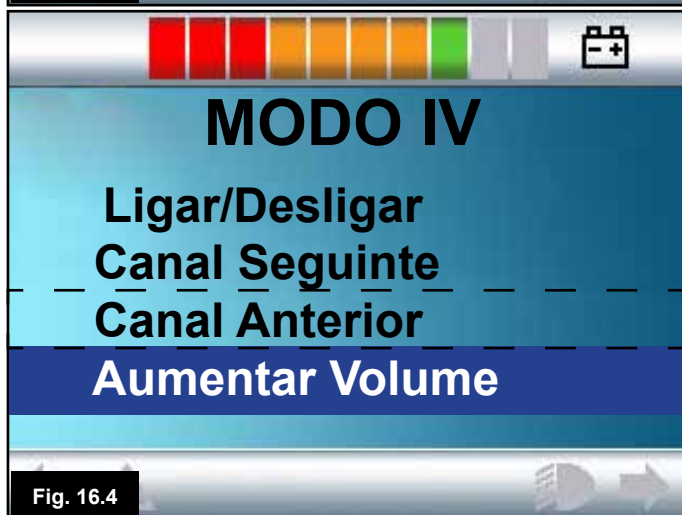 MODO IV
Ligar/Desligar
Canal Seguinte
Canal Anterior
Aumentar Volume
Fig. 16.4